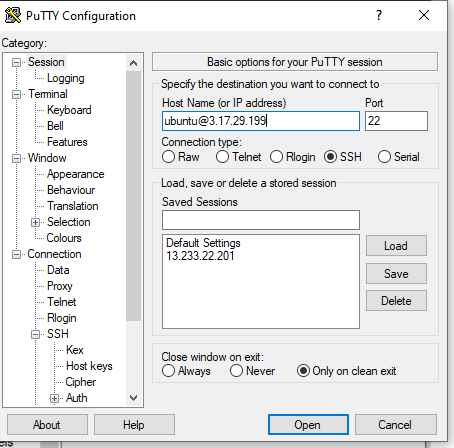 PuTTY Configuration
?
Category:
Session
Logging
Terminal
Keyboard
Bell
Features
Window
Appearance
Behaviour
Translation
Selection
Colours
Connection
Data
Proxy
Telnet
Rlogin
SSH
Kex
Host keys
Cipher
Auth
Basic options for your PuTTY session
Specify the destination you want to connect to
Host Name (or IP address) Port
ubuntu@3.17.29.199 22
Connection type:
Raw Telnet Rlogin SSH Serial
Load, save or delete a stored session
Saved Sessions
Default Settings
13.233.22.201
Load
Save
Delete
Close window on exit:
Always Never Only on clean exit
About Help Open Cancel